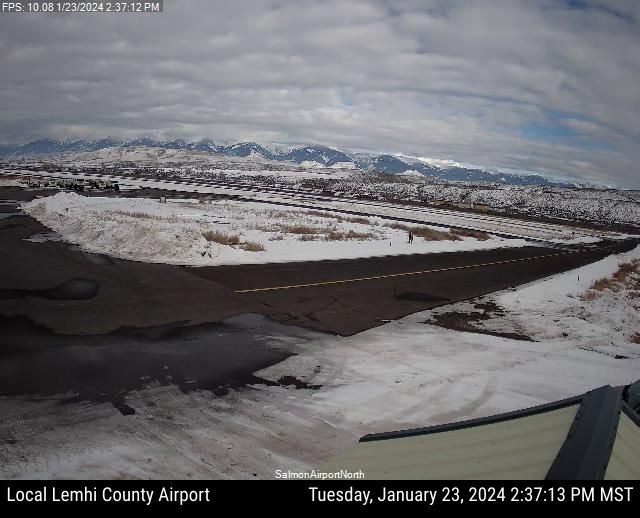 FPS: 10.08 1/23/2024 2:37:12 PM
SalmonAirportNorth
Local Lemhi County Airport Tuesday, January 23, 2024 2:37:13 PM MST